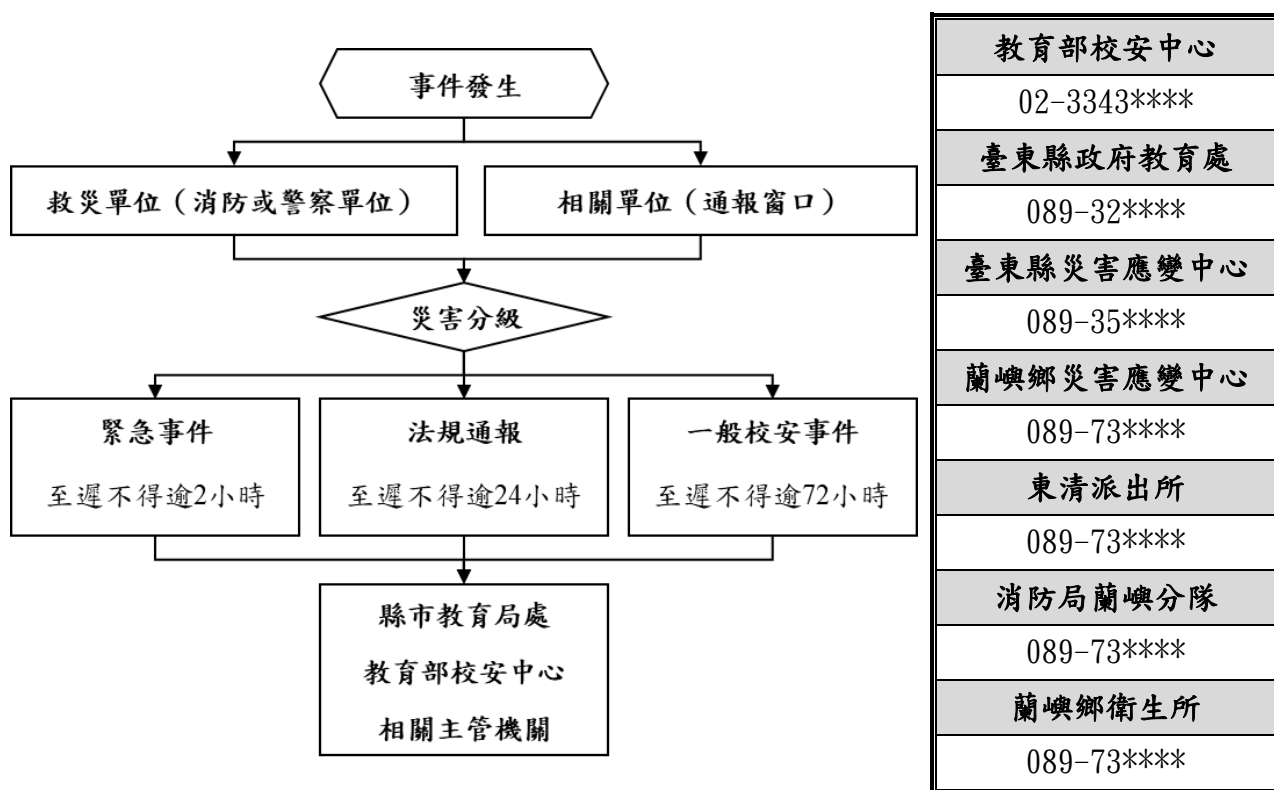 事件發生
救災單位（消防或警察單位）
相關單位（通報窗口）
災害分級
緊急事件
至遲不得逾2小時
法規通報
至遲不得逾24小時
一般校安事件
至遲不得逾72小時
縣市教育局處
教育部校安中心
相關主管機關
教育部校安中心
02-3343****
臺東縣政府教育處
089-32****
臺東縣災害應變中心
089-35****
蘭嶼鄉災害應變中心
089-73****
東清派出所
089-73****
消防局蘭嶼分隊
089-73****
蘭嶼鄉衛生所
089-73****